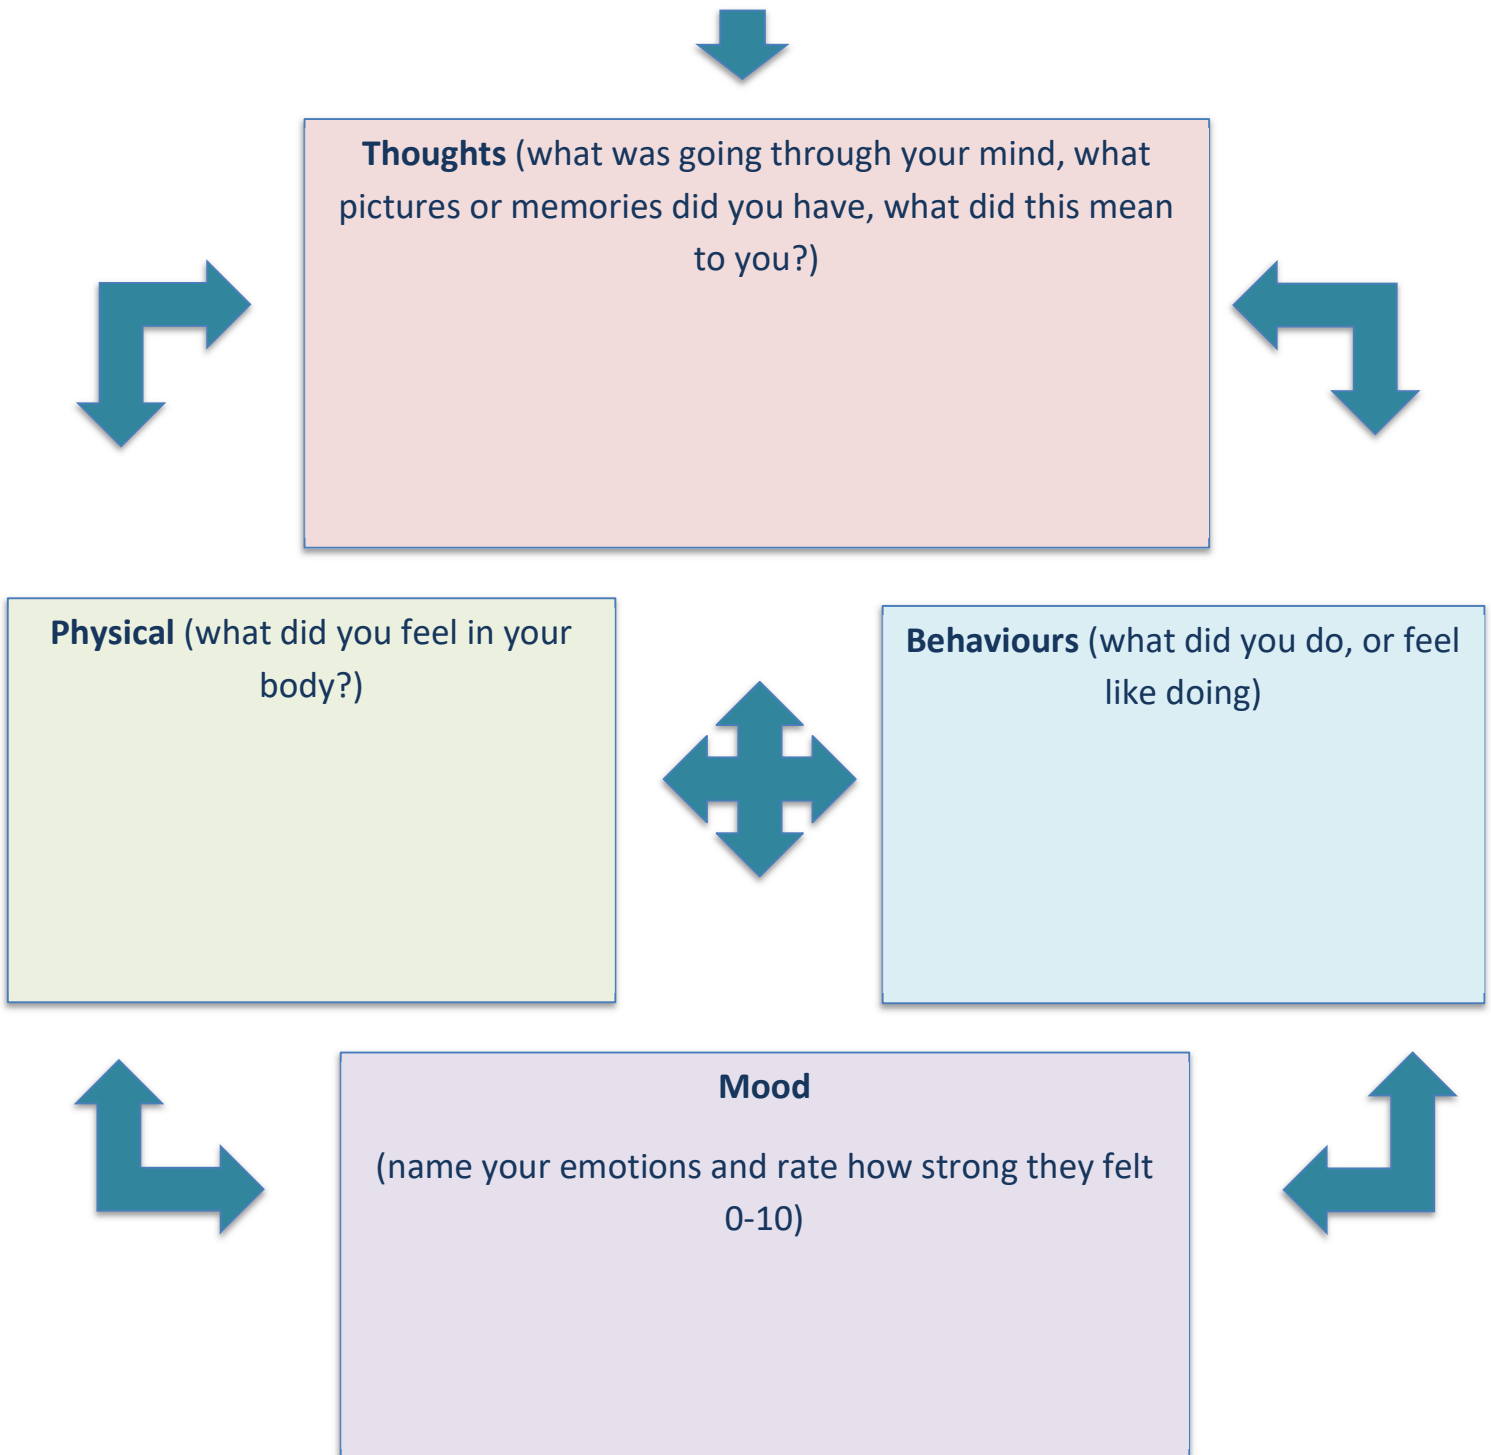 Thoughts (what was going through your mind, what
pictures or memories did you have, what did this mean
to you?)
Physical (what did you feel in your
body?)
Behaviours (what did you do, or feel
like doing)
Mood
(name your emotions and rate how strong they felt
0-10)